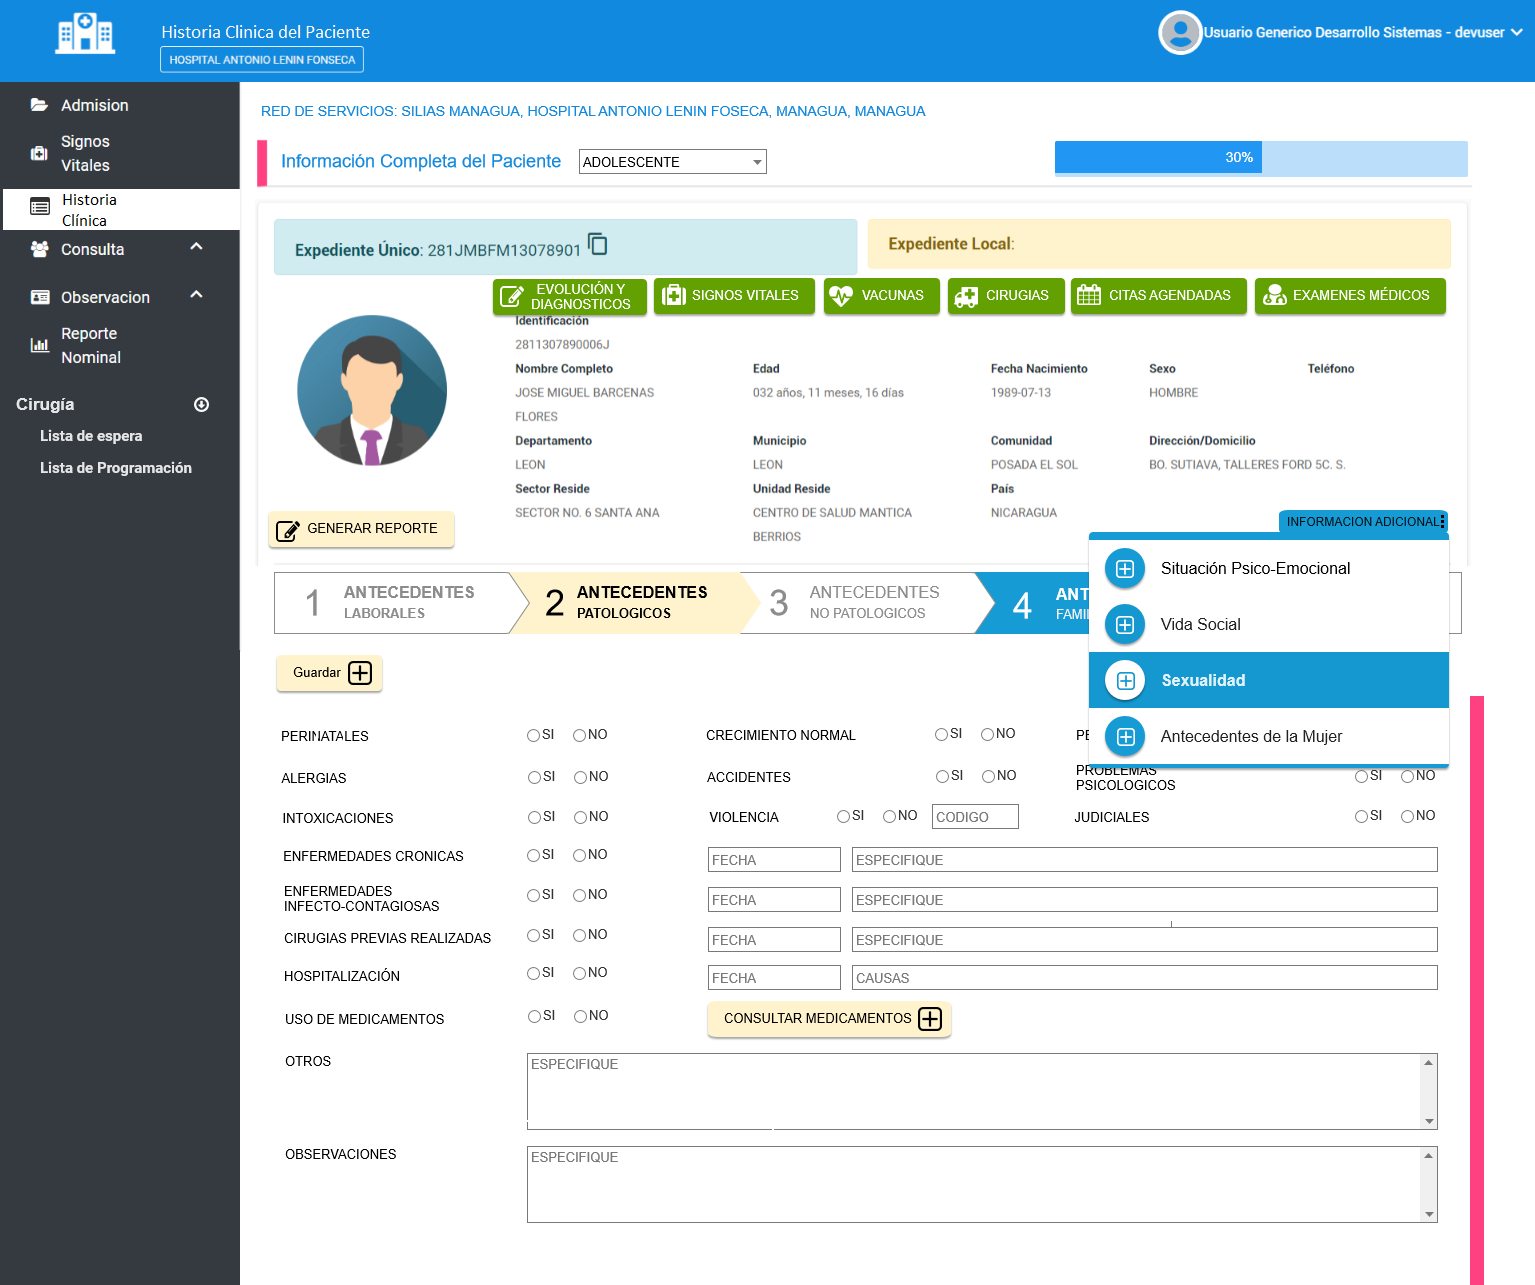 Historia Clinica del Paciente
HOSPITAL ANTONIO LENIN FONSECA
Usuario Generico Desarrollo Sistemas - devuser
Admision
Signos
Vitales
Historia
Clínica
Consulta
Observacion
Reporte
Nominal
Cirugía
Lista de espera
Lista de Programación
RED DE SERVICIOS: SILIAS MANAGUA, HOSPITAL ANTONIO LENIN FOSECA, MANAGUA, MANAGUA
Información Completa del Paciente
ADOLESCENTE
30%
Expediente Único: 281JMBFM13078901
Expediente Local:
EVOLUCIÓN Y
DIAGNOSTICOS
SIGNOS VITALES
VACUNAS
CIRUGIAS
CITAS AGENDADAS
EXAMENES MÉDICOS
Identificación
2811307890006J
Nombre Completo
Edad
Fecha Nacimiento
Sexo
Teléfono
JOSE MIGUEL BARCENAS
FLORES
032 años, 11 meses, 16 días
1989-07-13
HOMBRE
Departamento
Municipio
Comunidad
Dirección/Domicilio
LEON
LEON
POSADA EL SOL
BO. SUTIAVA, TALLERES FORD 5C. S.
Sector Reside
Unidad Reside
País
SECTOR NO. 6 SANTA ANA
CENTRO DE SALUD MANTICA
BERRIOS
NICARAGUA
GENERAR REPORTE
INFORMACION ADICIONAL
Situación Psico-Emocional
Vida Social
Sexualidad
Antecedentes de la Mujer
1 ANTECEDENTES
LABORALES
2 ANTECEDENTES
PATOLOGICOS
3 ANTECEDENTES
NO PATOLOGICOS
4 ANT
FAMI
Guardar
PERINATALES SI NO
CRECIMIENTO NORMAL SI NO
PE
ALERGIAS SI NO
ACCIDENTES SI NO
PROBLEMAS
PSICOLOGICOS SI NO
INTOXICACIONES SI NO
VIOLENCIA SI NO CODIGO
JUDICIALES SI NO
ENFERMEDADES CRONICAS SI NO FECHA ESPECIFIQUE
ENFERMEDADES
INFECTO-CONTAGIOSAS SI NO FECHA ESPECIFIQUE
CIRUGIAS PREVIAS REALIZADAS SI NO FECHA ESPECIFIQUE
HOSPITALIZACIÓN SI NO FECHA CAUSAS
USO DE MEDICAMENTOS SI NO CONSULTAR MEDICAMENTOS
OTROS ESPECIFIQUE
OBSERVACIONES ESPECIFIQUE